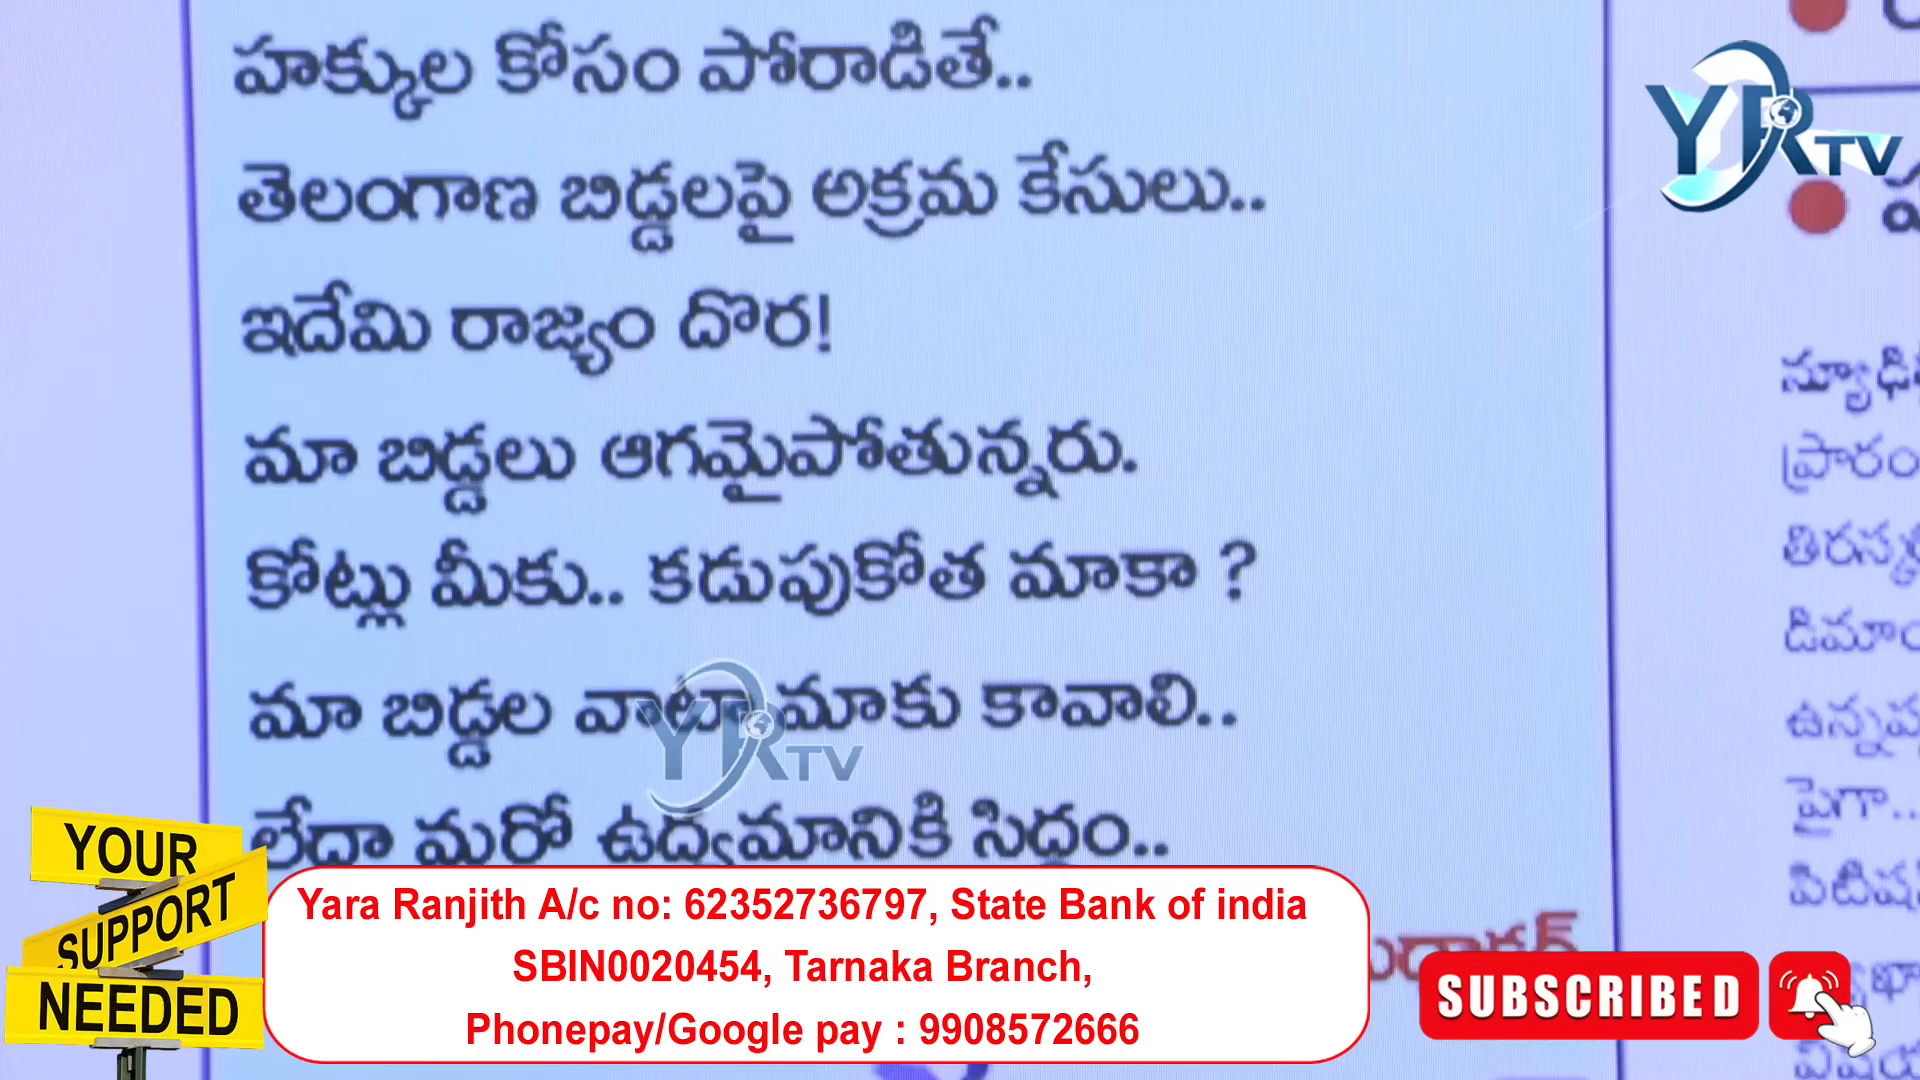 హక్కుల కోసం పోరాడితే..
తెలంగాణ బిడ్డలపై అక్రమ కేసులు..
ఇదేమి రాజ్యం దొర!
మా బిడ్డలు ఆగమైపోతున్నరు.
కోట్లు మీకు.. కడుపుకోత మాకా ?
మా బిడ్డల వాటా మాకు కావాలి..
లేదా మరో ఉద్యమానికి సిద్ధం..
YRTV
YRTV
పైగా..
YOUR
SUPPORT
NEEDED
Yara Ranjith A/c no: 62352736797, State Bank of india
SBIN0020454, Tarnaka Branch,
Phonepay/Google pay : 9908572666
SUBSCRIBED